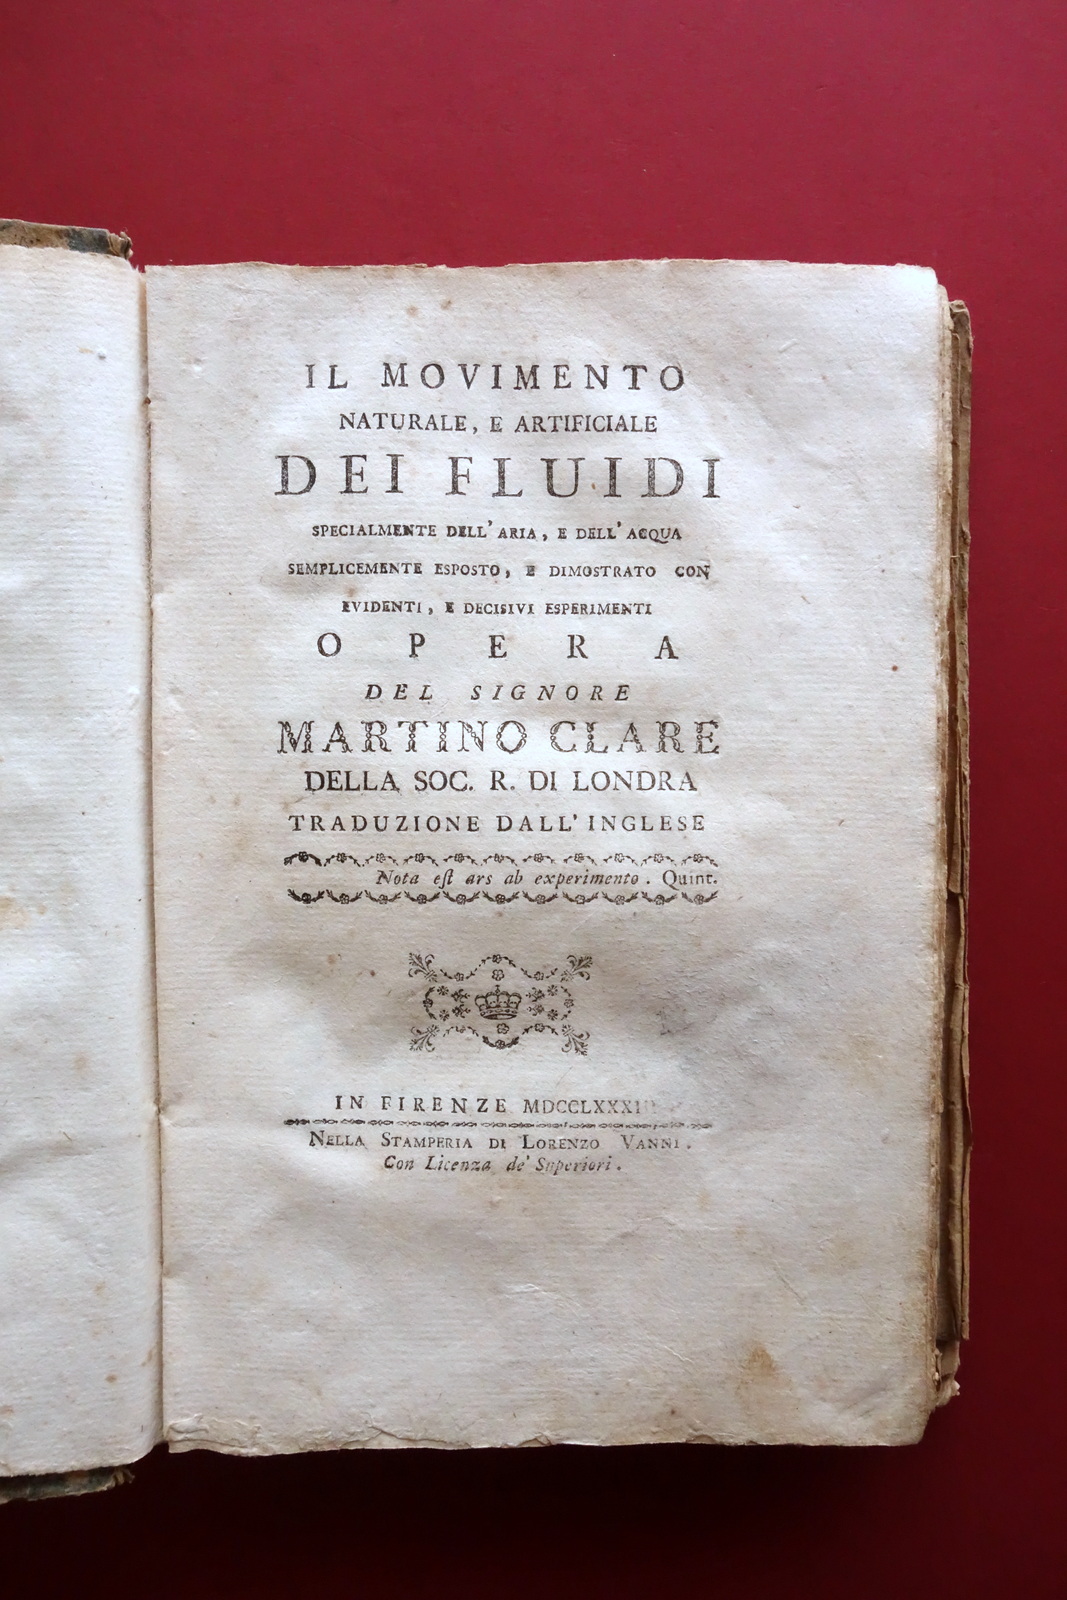 IL MOVIMENTO
NATURALE, E ARTIFICIALE
DEI FLUIDI
SPECIALMENTE DELL'ARIA, E DELL'ACQUA
SEMPLICEMENTE ESPOSTO, E DIMOSTRATO CON
EVIDENTI, E DECISIVI ESPERIMENTI
OPERA
DEL SIGNORE
MARTINO CLARE
DELLA SOC. R. DI LONDRA
TRADUZIONE DALL'INGLESE
Nota eſt ars ab experimento. Quint.
IN FIRENZE
NELLA STAMPERIA DI LORENZO VANNI.
Con Licenza de' Superiori.